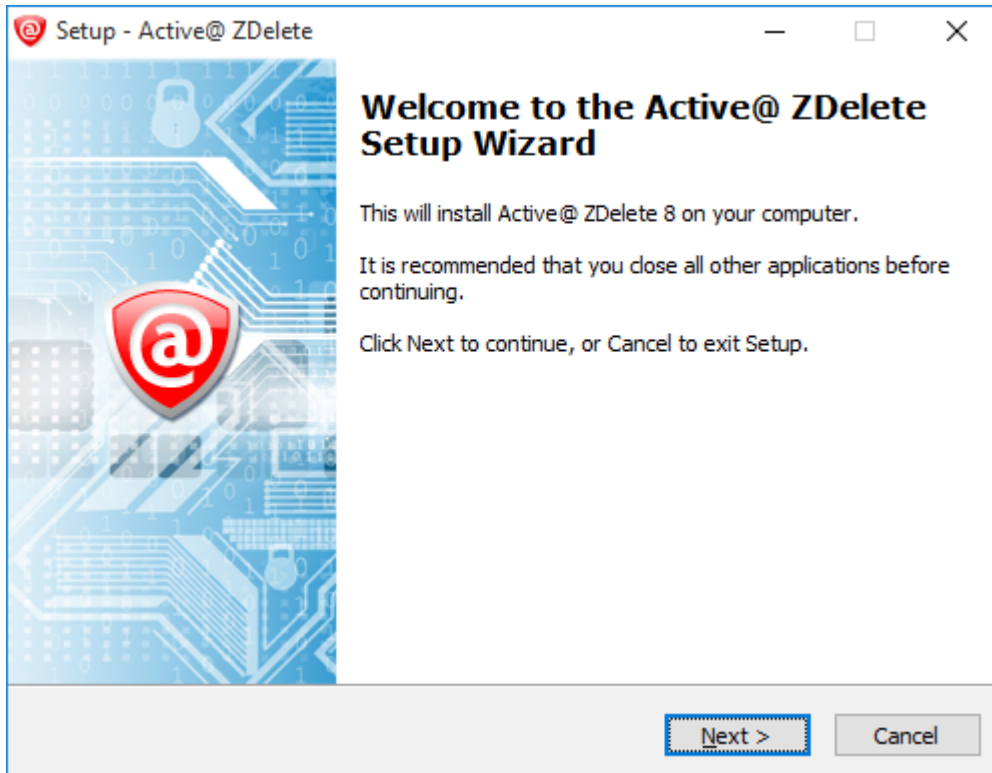 Setup - Active@ ZDelete
Welcome to the Active@ ZDelete
Setup Wizard
This will install Active@ ZDelete 8 on your computer.
It is recommended that you close all other applications before
continuing.
Click Next to continue, or Cancel to exit Setup.
Next >
Cancel